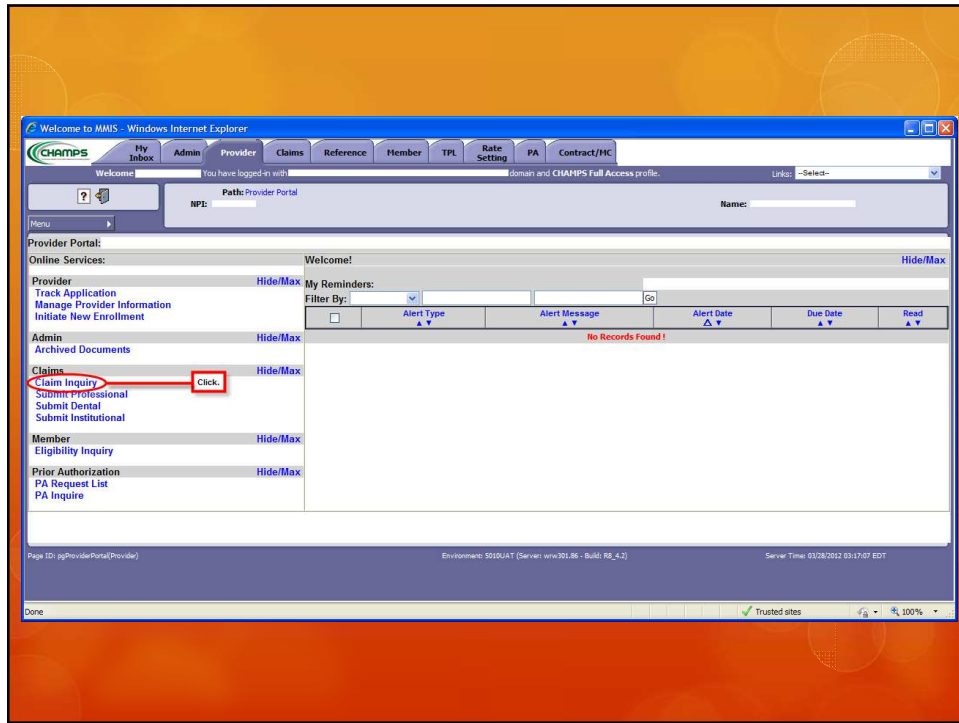 Welcome to MMIS - Windows Internet Explorer
CHAMPS
My Inbox
Admin
Provider
Claims
Reference
Member
TPL
Rate Setting
PA
Contract/MC
Welcome
You have logged-in with
domain and CHAMPS Full Access profile.
Links:
--Select--
?
Path: Provider Portal
NPI:
Name:
Menu
Provider Portal:
Online Services:
Provider
Hide/Max
Track Application
Manage Provider Information
Initiate New Enrollment
Admin
Hide/Max
Archived Documents
Claims
Hide/Max
Claim Inquiry
Click.
Submit Professional
Submit Dental
Submit Institutional
Member
Hide/Max
Eligibility Inquiry
Prior Authorization
Hide/Max
PA Request List
PA Inquire
Welcome!
Hide/Max
My Reminders:
Filter By:
Go
Alert Type
Alert Message
Alert Date
Due Date
Read
No Records Found !
Page ID: pgProviderPortal(Provider)
Environment: 5010UAT (Server: wrw301.86 - Build: R8_4.2)
Server Time: 03/28/2012 03:17:07 EDT
Done
Trusted sites
100%